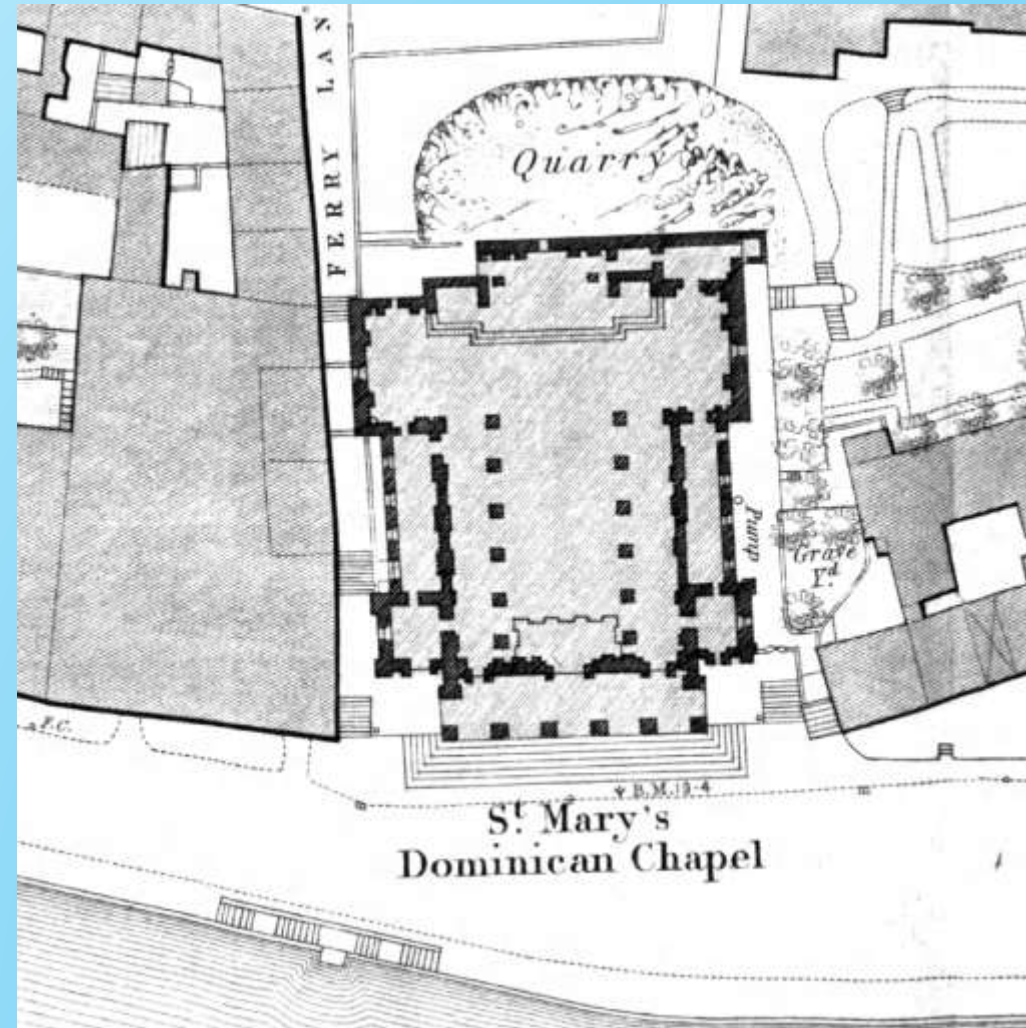 FERRY LAN
Quarry
Pump
Grave
Yd.
F.C.
B.M. 13·4
St. Mary's
Dominican Chapel